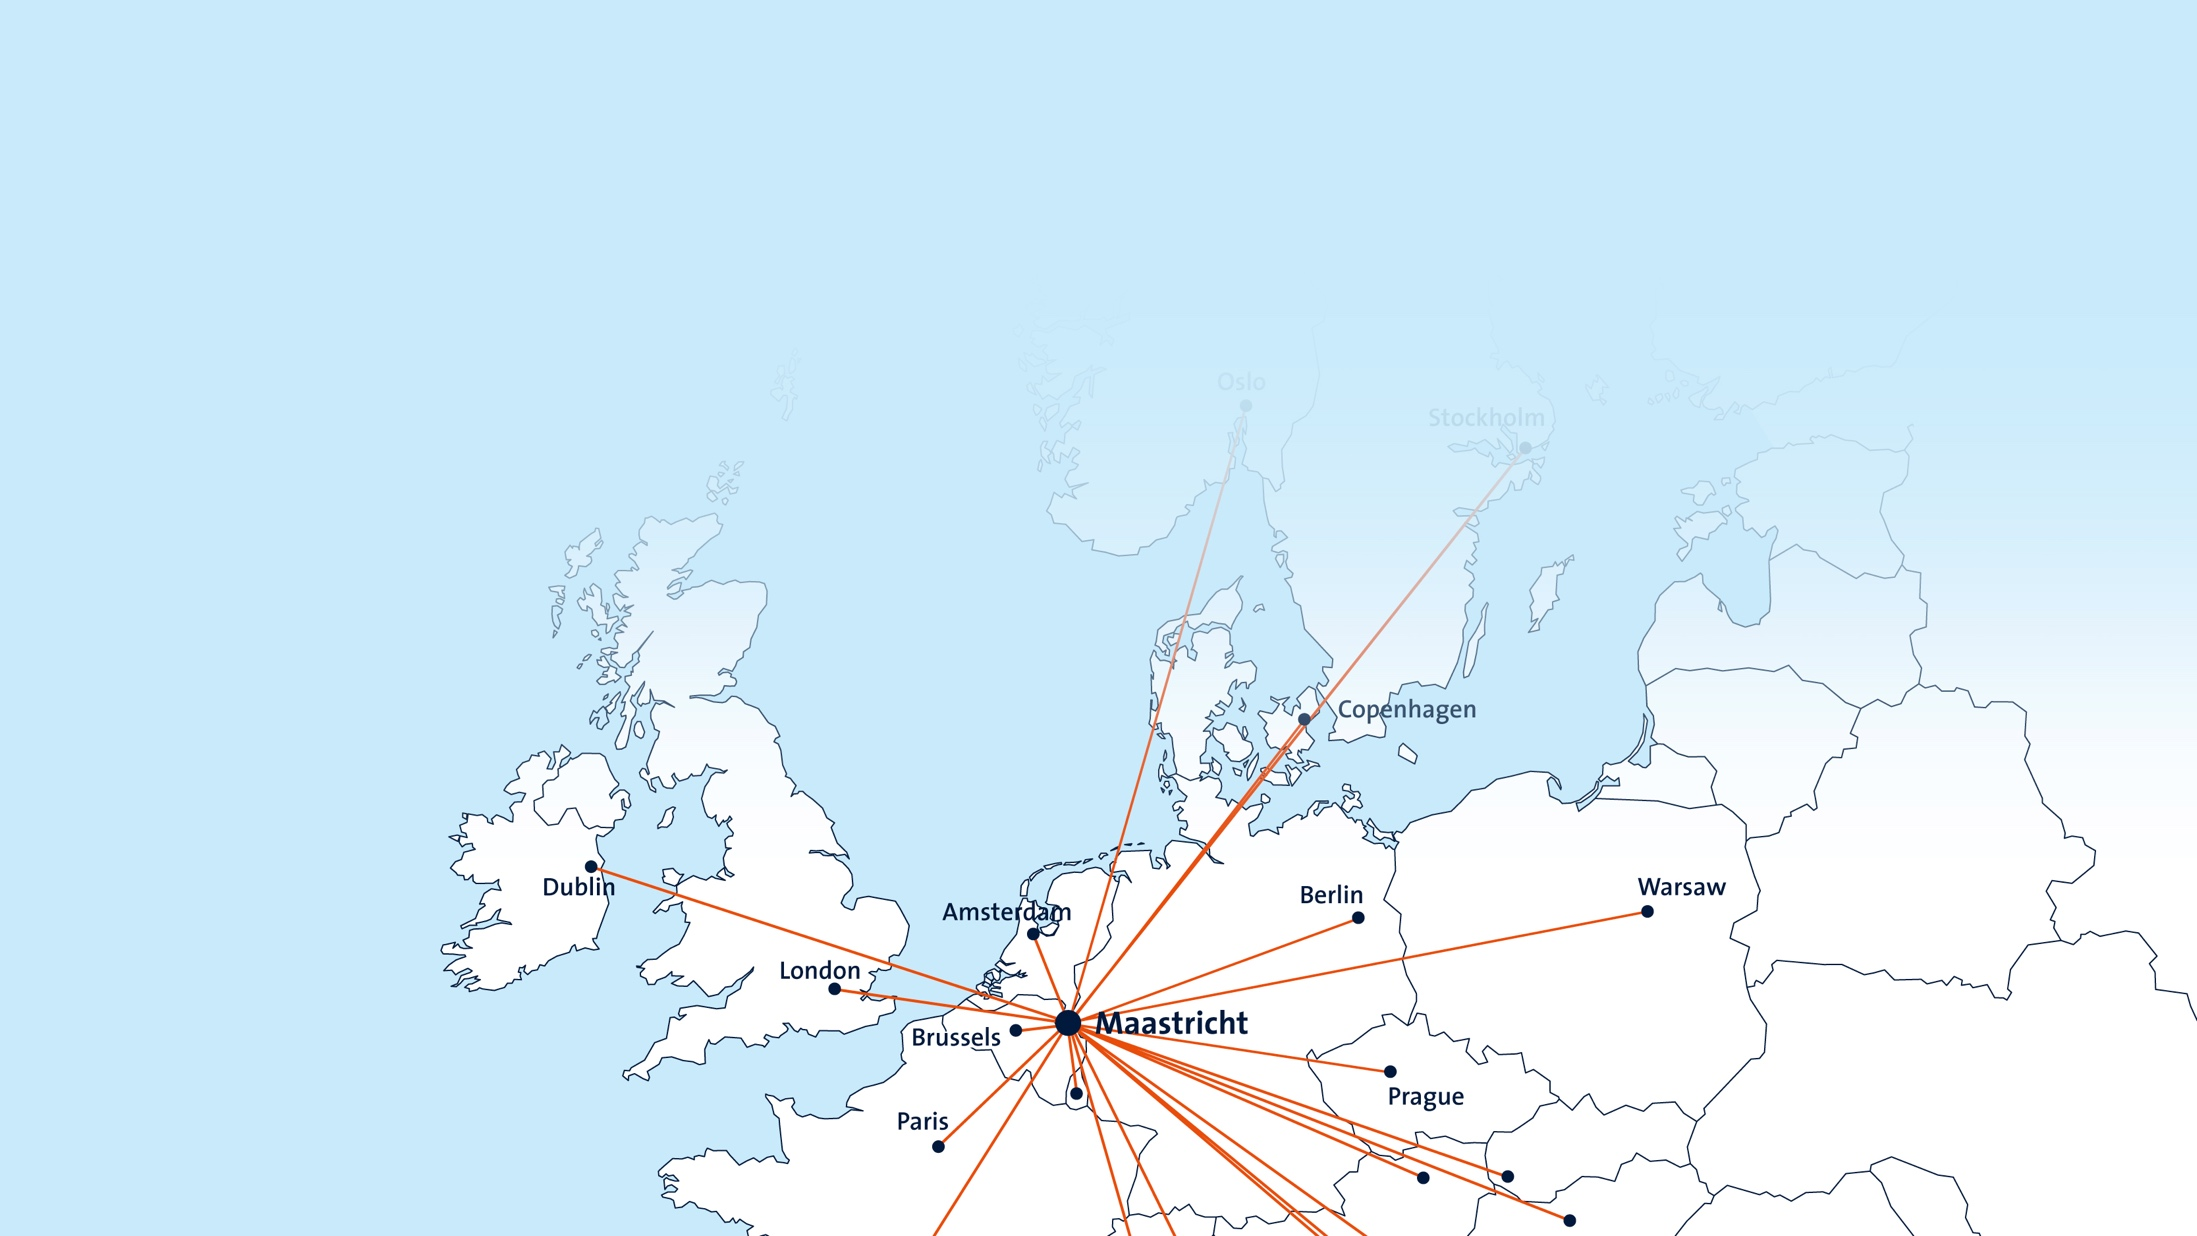 Oslo
Stockholm
Copenhagen
Dublin
Warsaw
Berlin
Amsterdam
London
Maastricht
Brussels
Prague
Paris